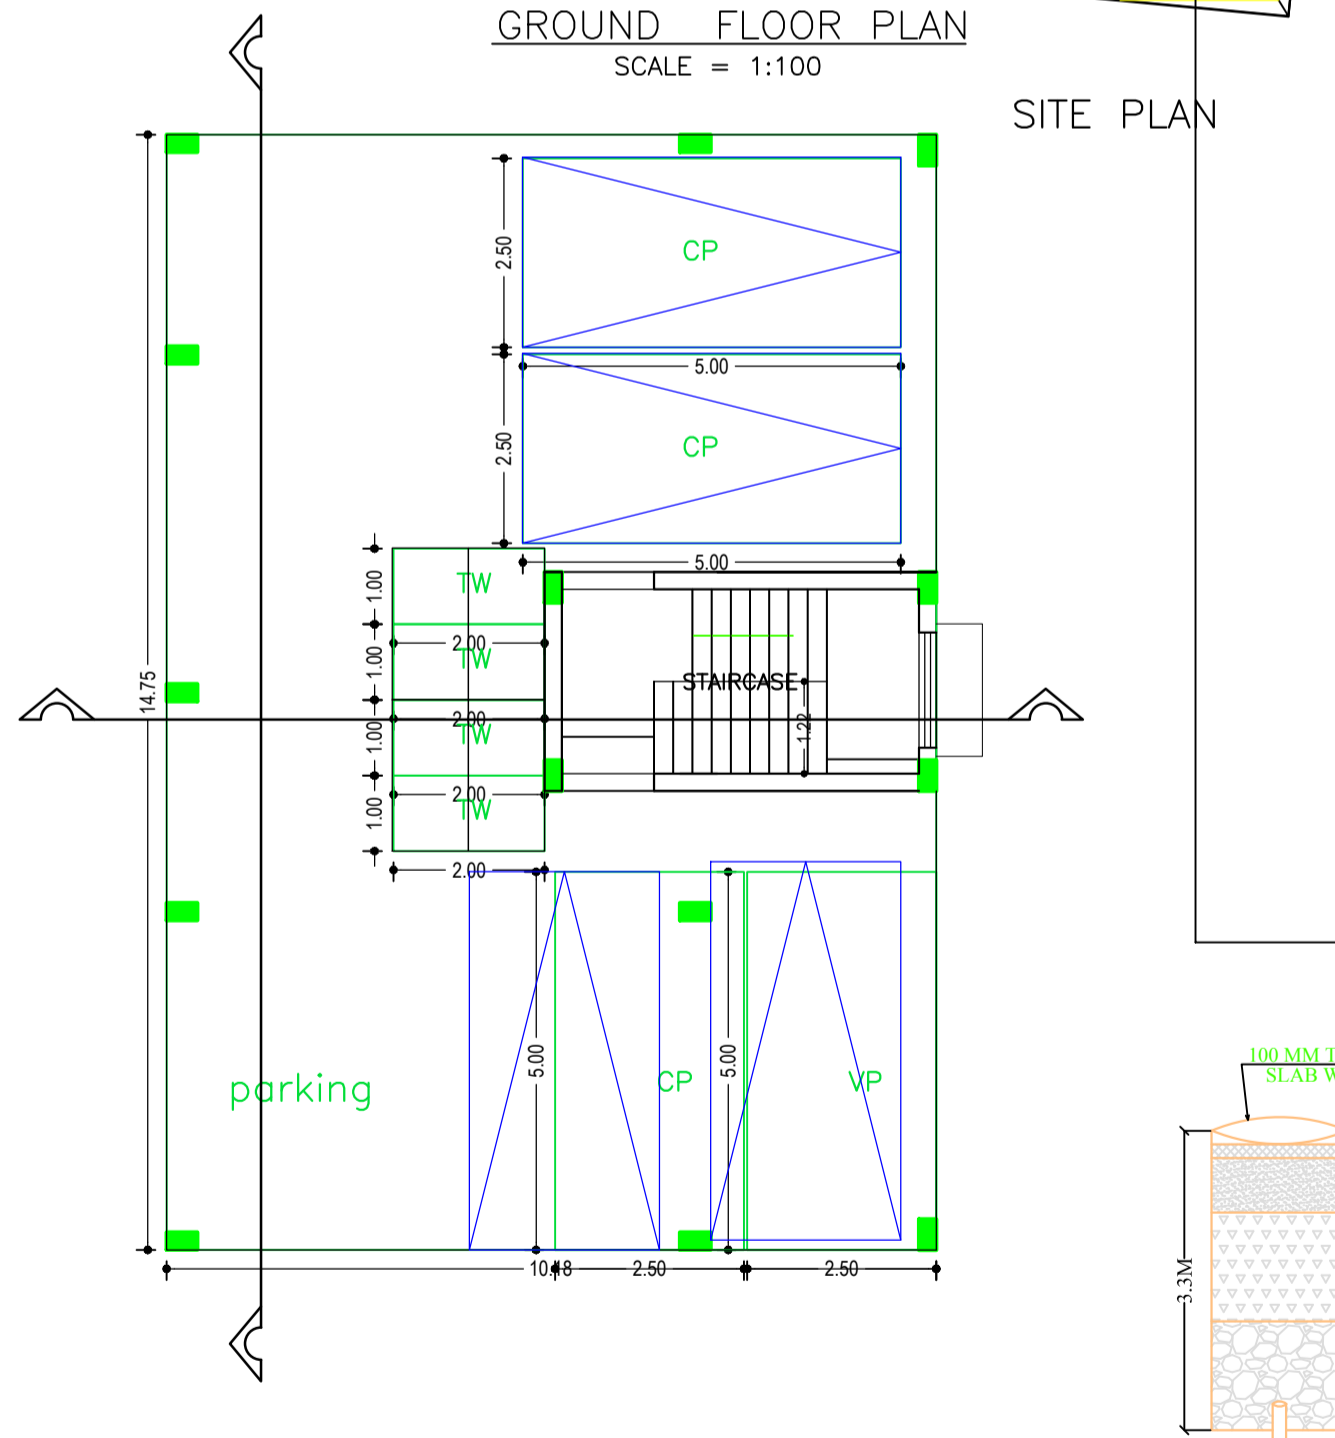 GROUND FLOOR PLAN
SCALE = 1:100
SITE PLAN
2.50
CP
5.00
2.50
CP
5.00
1.00
TW
2.00
1.00
TW
14.75
STAIRCASE
1.22
2.00
1.00
TW
2.00
1.00
TW
2.00
5.00
5.00
CP
VP
parking
10.18
2.50
2.50
100 MM T
SLAB W
3.3M